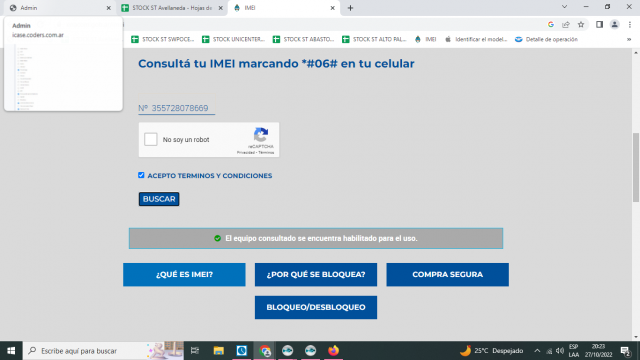 Admin
STOCK ST Avellaneda - Hojas de
IMEI
Admin
icase.coders.com.ar
STOCK ST SWPOCE...
STOCK UNICENTER...
STOCK ST ABASTO...
STOCK ST ALTO PAL...
IMEI
Identificar el model...
Detalle de operación
Consultá tu IMEI marcando *#06# en tu celular
Nº 355728078669
No soy un robot
reCAPTCHA
Privacidad - Términos
ACEPTO TERMINOS Y CONDICIONES
BUSCAR
El equipo consultado se encuentra habilitado para el uso.
¿QUÉ ES IMEI?
¿POR QUÉ SE BLOQUEA?
COMPRA SEGURA
BLOQUEO/DESBLOQUEO
Escribe aquí para buscar
25°C Despejado
ESP
LAA
20:23
27/10/2022